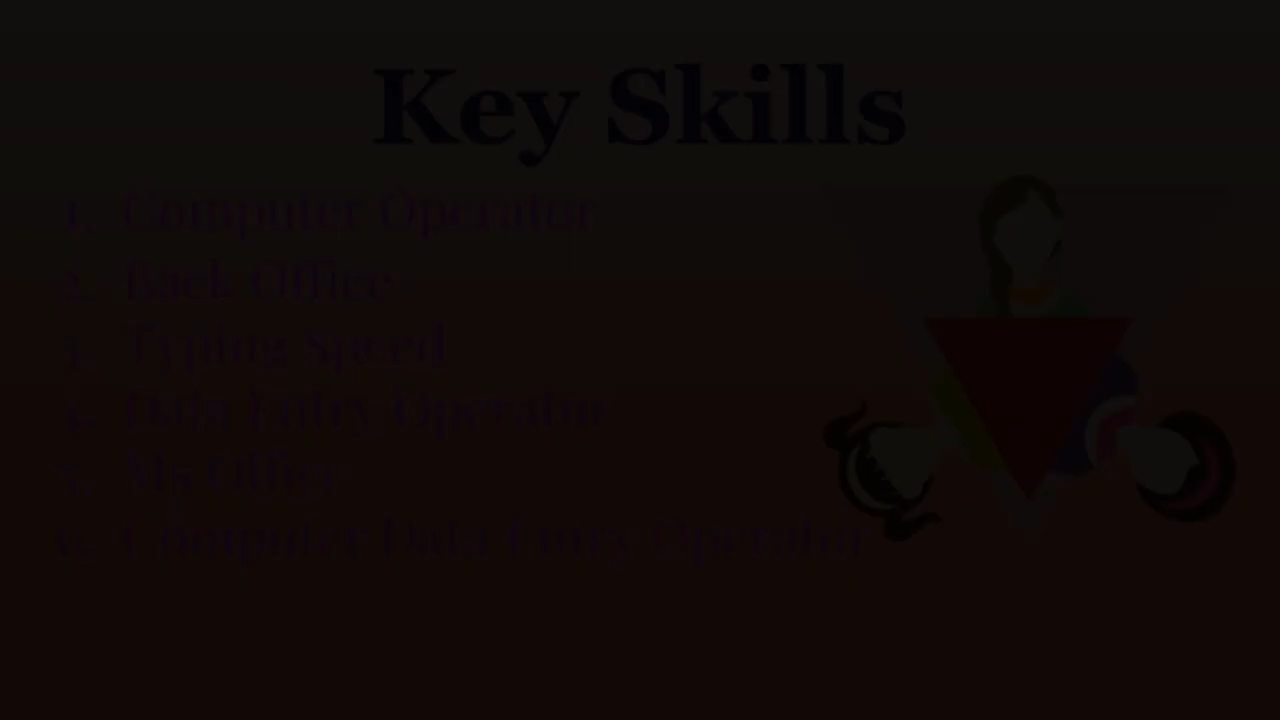 Key Skills
1. Computer Operator
2. Back Office
3. Typing Speed
4. Data Entry Operator
5. Ms Office
6. Computer Data Entry Operator